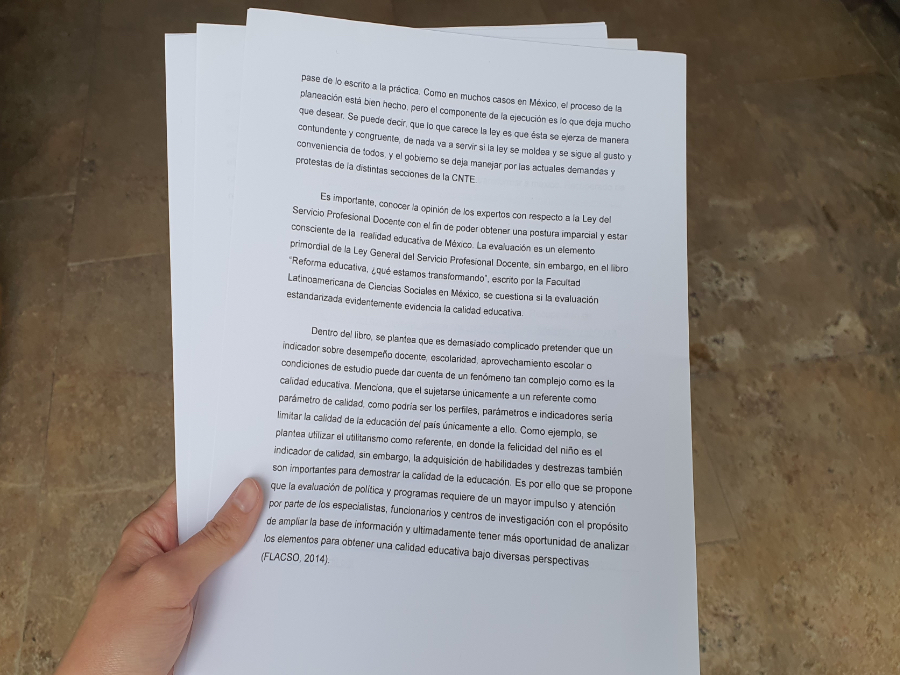 pase de lo escrito a la práctica. Como en muchos casos en México, el proceso de la
planeación está bien hecho, pero el componente de la ejecución es lo que deja mucho
que desear. Se puede decir, que lo que carece la ley es que ésta se ejerza de manera
contundente y congruente, de nada va a servir si la ley se moldea y se sigue al gusto y
conveniencia de todos, y el gobierno se deja manejar por las actuales demandas y
protestas de la distintas secciones de la CNTE.
Es importante, conocer la opinión de los expertos con respecto a la Ley del
Servicio Profesional Docente con el fin de poder obtener una postura imparcial y estar
consciente de la realidad educativa de México. La evaluación es un elemento
primordial de la Ley General del Servicio Profesional Docente, sin embargo, en el libro
“Reforma educativa, ¿qué estamos transformando”, escrito por la Facultad
Latinoamericana de Ciencias Sociales en México, se cuestiona si la evaluación
estandarizada evidentemente evidencia la calidad educativa.
Dentro del libro, se plantea que es demasiado complicado pretender que un
indicador sobre desempeño docente, escolaridad, aprovechamiento escolar o
condiciones de estudio puede dar cuenta de un fenómeno tan complejo como es la
calidad educativa. Menciona, que el sujetarse únicamente a un referente como
parámetro de calidad, como podría ser los perfiles, parámetros e indicadores sería
limitar la calidad de la educación del país únicamente a ello. Como ejemplo, se
plantea utilizar el utilitarismo como referente, en donde la felicidad del niño es el
indicador de calidad, sin embargo, la adquisición de habilidades y destrezas también
son importantes para demostrar la calidad de la educación. Es por ello que se propone
que la evaluación de política y programas requiere de un mayor impulso y atención
por parte de los especialistas, funcionarios y centros de investigación con el propósito
de ampliar la base de información y ultimadamente tener más oportunidad de analizar
los elementos para obtener una calidad educativa bajo diversas perspectivas
(FLACSO, 2014).